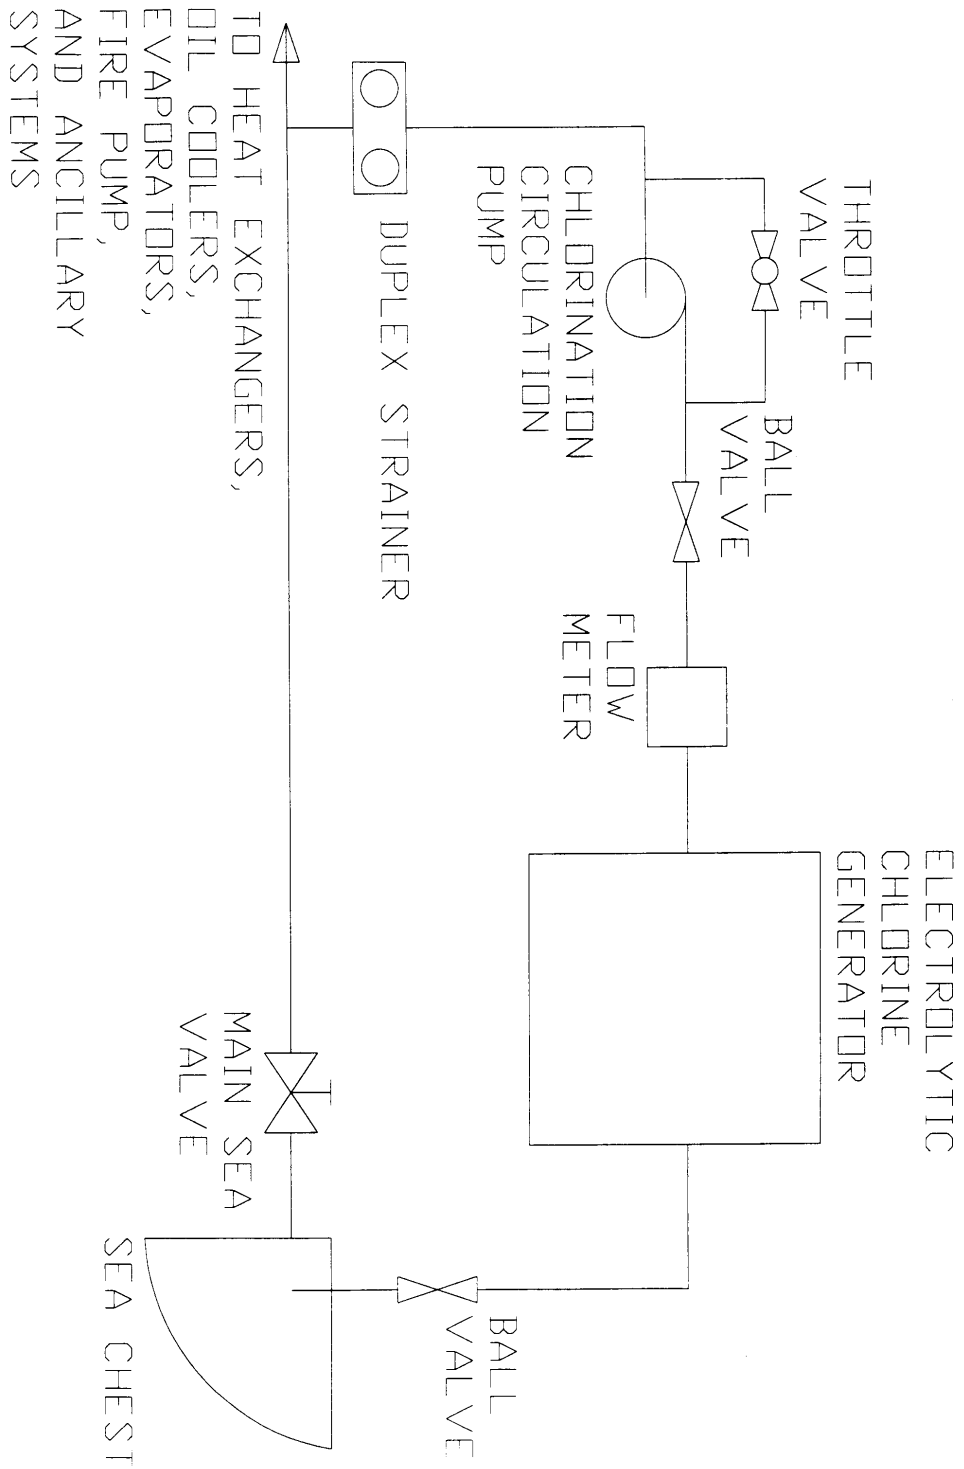 ELECTROLYTIC
CHLORINE
GENERATOR
THROTTLE
VALVE
BALL
VALVE
FLOW
METER
CHLORINATION
CIRCULATION
PUMP
BALL
VALVE
DUPLEX STRAINER
TO HEAT EXCHANGERS,
OIL COOLERS,
EVAPORATORS,
FIRE PUMP,
AND ANCILLARY
SYSTEMS
MAIN SEA
VALVE
SEA CHEST